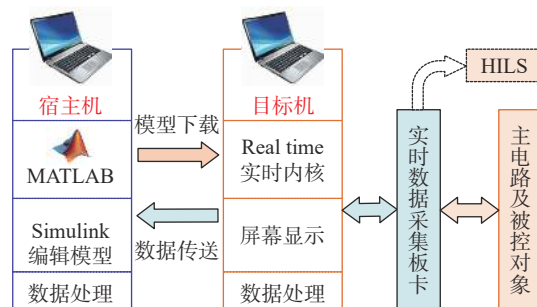 宿主机
MATLAB
Simulink
编辑模型
数据处理
模型下载
数据传送
目标机
Real time
实时内核
屏幕显示
数据处理
实时数据采集板卡
HILS
主电路及被控对象